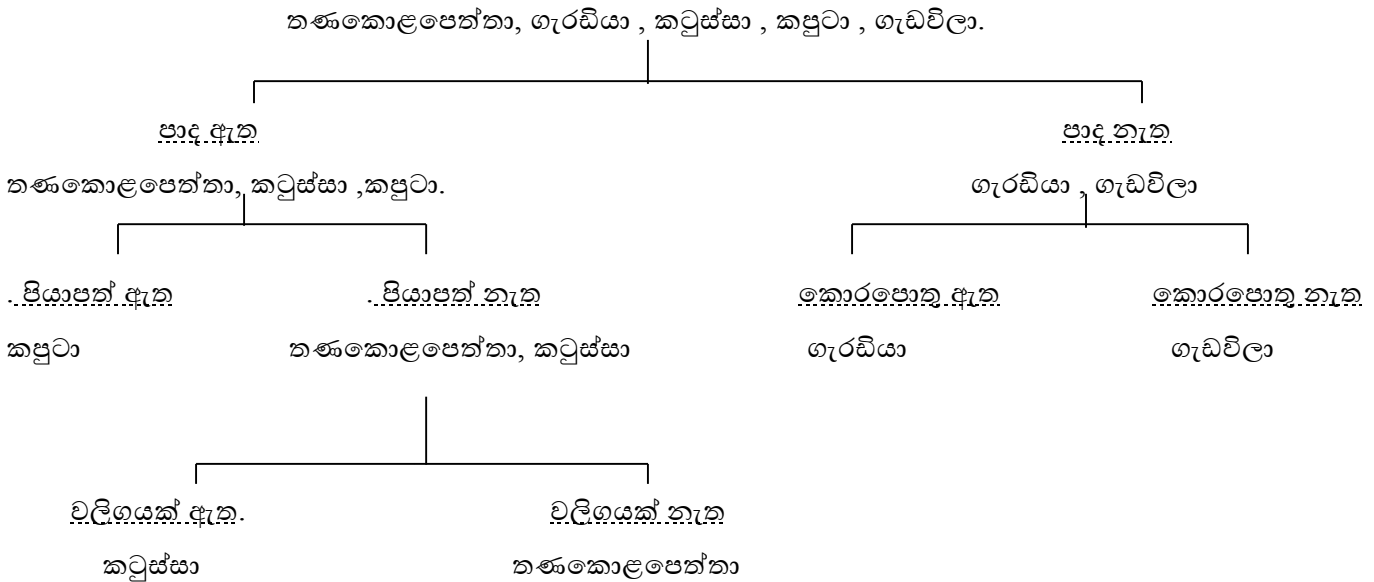 තණකොළපෙත්තා, ගැරඩියා , කටුස්සා , කපුටා , ගැඩවිලා.
පාද ඇත
පාද නැත
තණකොළපෙත්තා, කටුස්සා ,කපුටා.
ගැරඩියා , ගැඩවිලා
. පියාපත් ඇත
. පියාපත් නැත
කොරපොතු ඇත
කොරපොතු නැත
කපුටා
තණකොළපෙත්තා, කටුස්සා
ගැරඩියා
ගැඩවිලා
වලිගයක් ඇත.
වලිගයක් නැත
කටුස්සා
තණකොළපෙත්තා